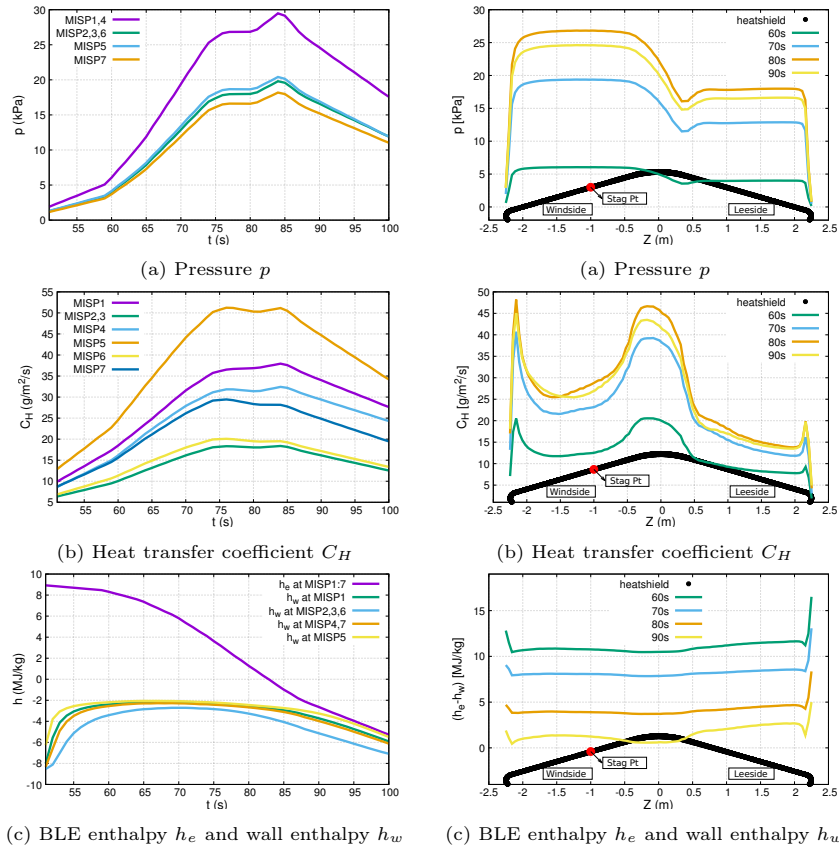 30
25
20
15
10
5
0
p (kPa)
MISP1,4
MISP2,3,6
MISP5
MISP7
55 60 65 70 75 80 85 90 95 100
t (s)
(a) Pressure p
30
25
20
15
10
5
0
p [kPa]
heatshield
60s
70s
80s
90s
Stag Pt
Windside
Leeside
-2.5 -2 -1.5 -1 -0.5 0 0.5 1 1.5 2 2.5
Z (m)
(a) Pressure p
55
50
45
40
35
30
25
20
15
10
5
C_H (g/m²/s)
MISP1
MISP2,3
MISP4
MISP5
MISP6
MISP7
55 60 65 70 75 80 85 90 95 100
t (s)
(b) Heat transfer coefficient C_H
50
45
40
35
30
25
20
15
10
5
C_H [g/m²/s]
heatshield
60s
70s
80s
90s
Stag Pt
Windside
Leeside
-2.5 -2 -1.5 -1 -0.5 0 0.5 1 1.5 2 2.5
Z (m)
(b) Heat transfer coefficient C_H
10
8
6
4
2
0
-2
-4
-6
-8
-10
h (MJ/kg)
h_e at MISP1:7
h_w at MISP1
h_w at MISP2,3,6
h_w at MISP4,7
h_w at MISP5
55 60 65 70 75 80 85 90 95 100
t (s)
(c) BLE enthalpy h_e and wall enthalpy h_w
15
10
5
0
(h_e-h_w) [MJ/kg]
heatshield
60s
70s
80s
90s
Stag Pt
Windside
Leeside
-2.5 -2 -1.5 -1 -0.5 0 0.5 1 1.5 2 2.5
Z (m)
(c) BLE enthalpy h_e and wall enthalpy h_w